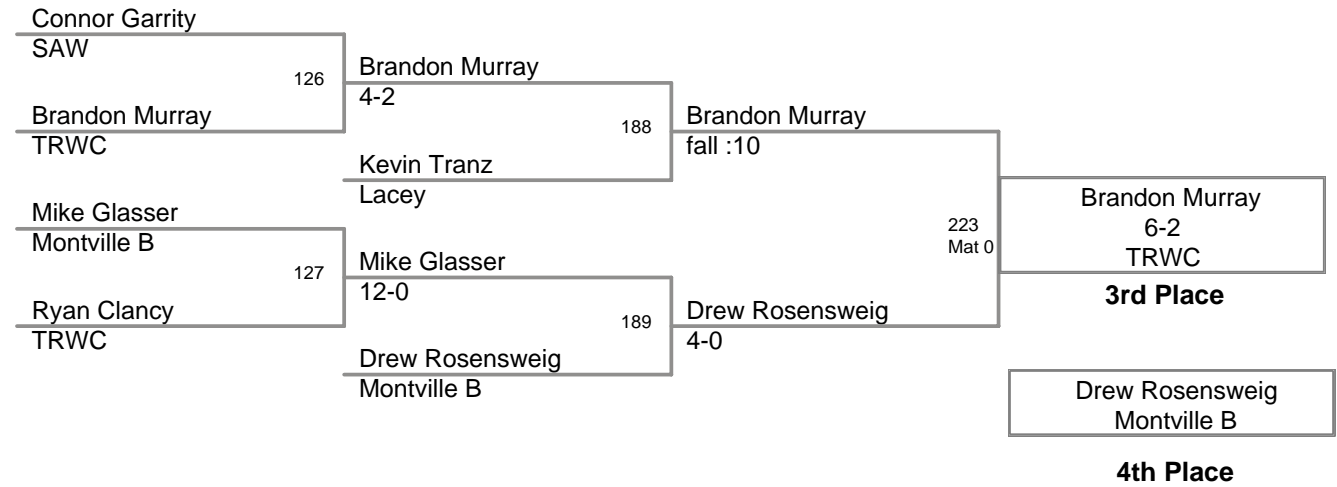 Connor Garrity
SAW
126
Brandon Murray
4-2
Brandon Murray
TRWC
188
Brandon Murray
fall :10
Kevin Tranz
Lacey
Mike Glasser
Montville B
127
Mike Glasser
12-0
Ryan Clancy
TRWC
189
Drew Rosensweig
4-0
Drew Rosensweig
Montville B
223
Mat 0
Brandon Murray
6-2
TRWC
3rd Place
Drew Rosensweig
Montville B
4th Place